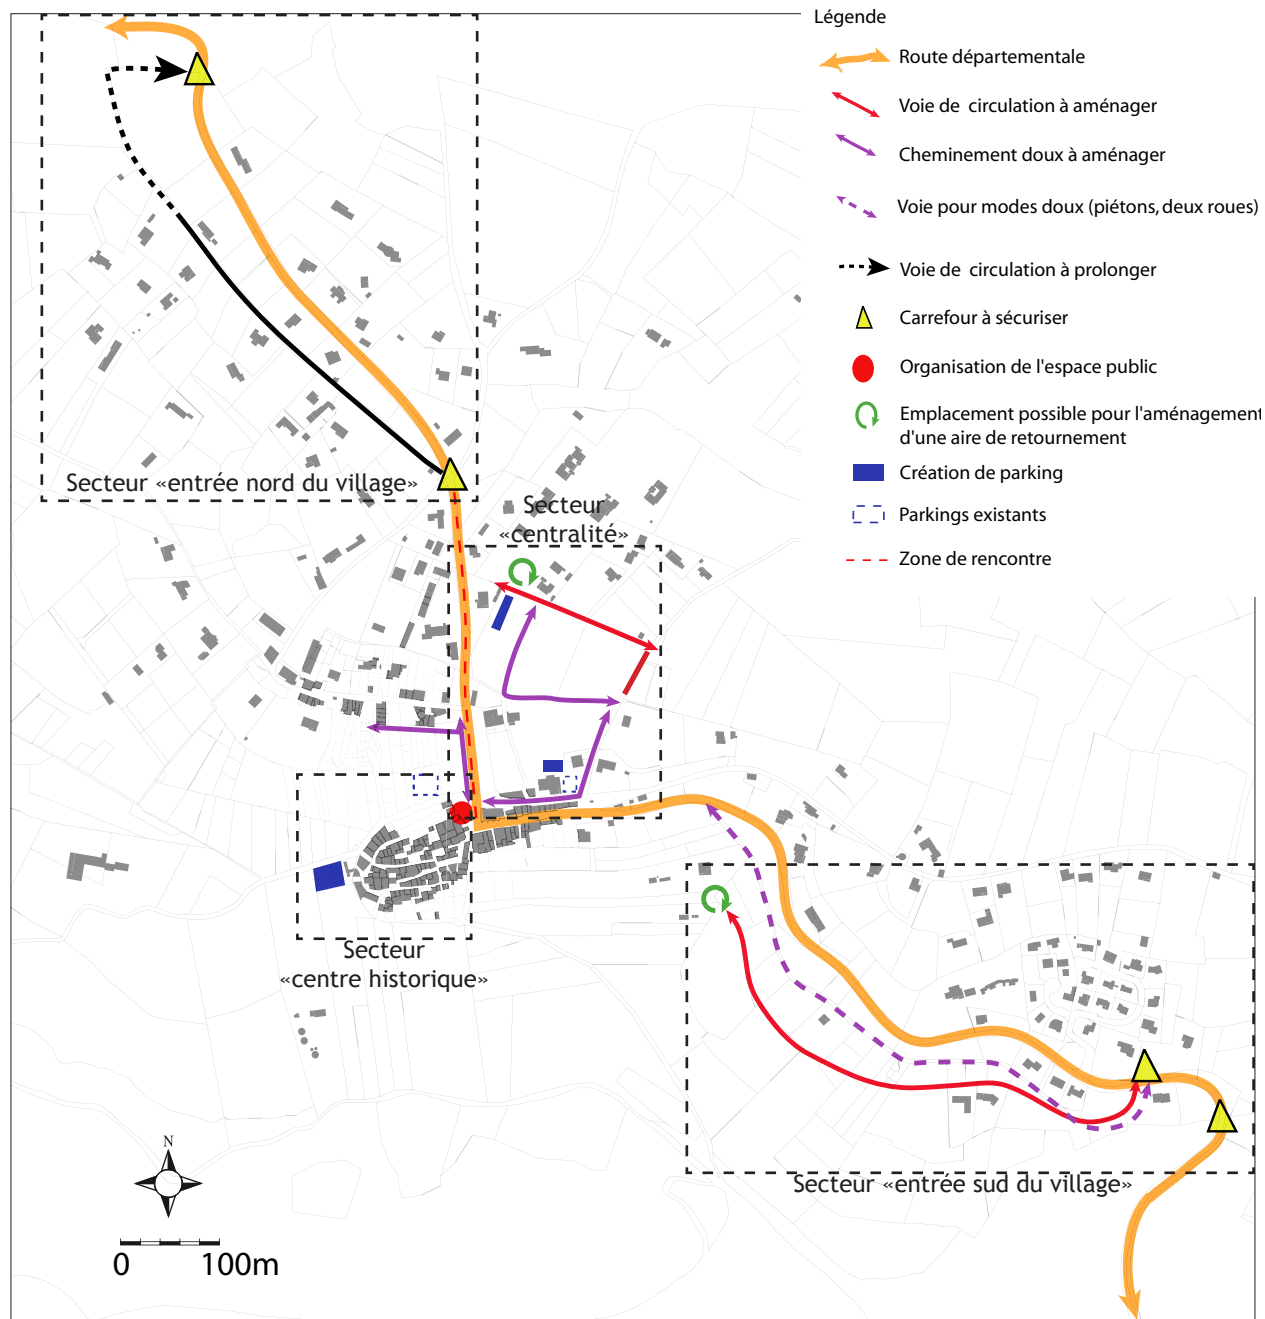 Légende
Route départementale
Voie de circulation à aménager
Cheminement doux à aménager
Voie pour modes doux (piétons, deux roues)
Voie de circulation à prolonger
Carrefour à sécuriser
Organisation de l'espace public
Emplacement possible pour l'aménagement
d'une aire de retournement
Création de parking
Parkings existants
Zone de rencontre
Secteur «entrée nord du village»
Secteur
«centralité»
Secteur
«centre historique»
Secteur «entrée sud du village»
N
0 100m